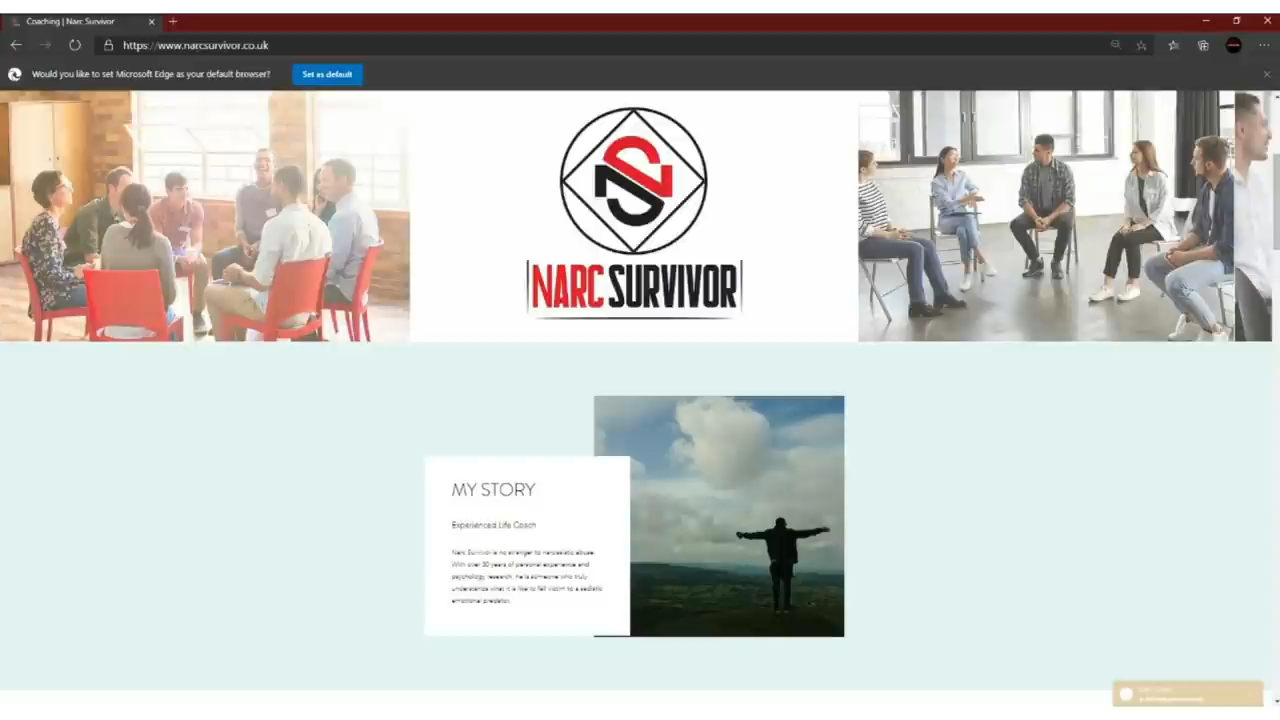 Coaching | Narc Survivor
https://www.narcsurvivor.co.uk
Would you like to set Microsoft Edge as your default browser?
Set as default
NARC SURVIVOR
MY STORY
Experienced Life Coach
Narc Survivor is no stranger to narcissistic abuse.
With over 30 years of personal experience and
psychology research, he is someone who truly
understands what it is like to fall victim to a sadistic
emotional predator.